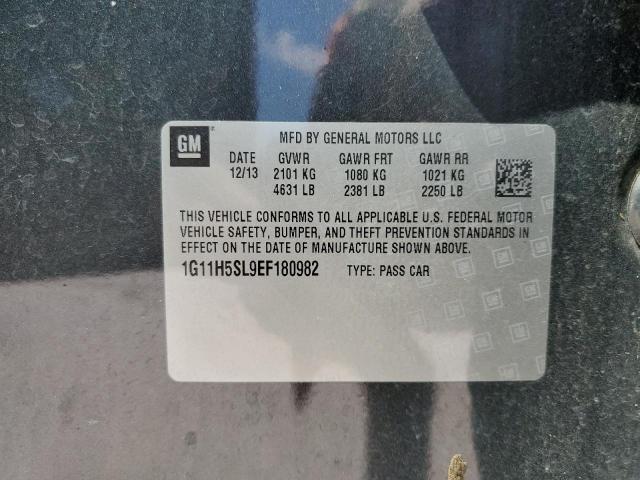 GM
MFD BY GENERAL MOTORS LLC
DATE GVWR GAWR FRT GAWR RR
12/13 2101 KG 1080 KG 1021 KG
4631 LB 2381 LB 2250 LB
THIS VEHICLE CONFORMS TO ALL APPLICABLE U.S. FEDERAL MOTOR
VEHICLE SAFETY, BUMPER, AND THEFT PREVENTION STANDARDS IN
EFFECT ON THE DATE OF MANUFACTURE SHOWN ABOVE.
1G11H5SL9EF180982 TYPE: PASS CAR